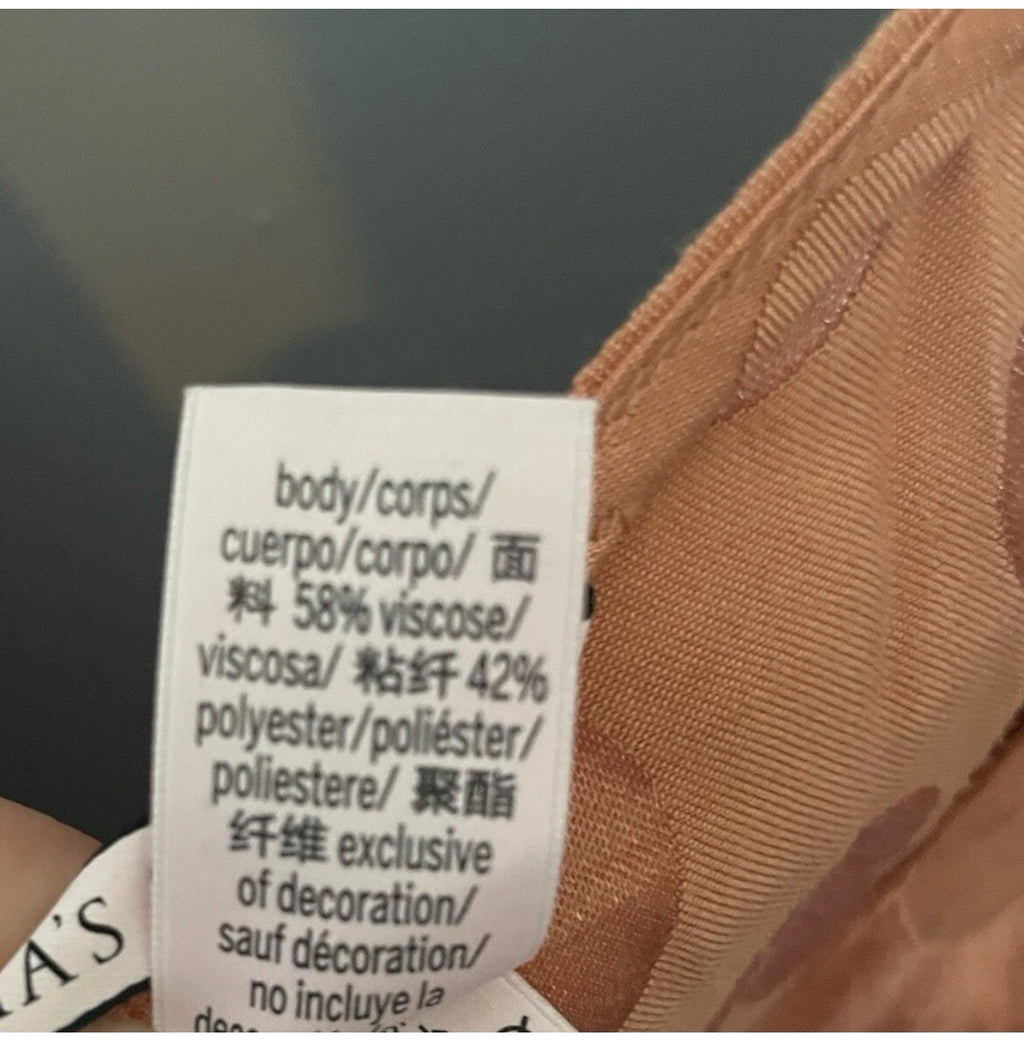 body/corps/
cuerpo/corpo/ 面
料 58% viscose/
viscosa/ 粘纤 42%
polyester/poliéster/
poliestere/ 聚酯
纤维 exclusive
of decoration/
sauf décoration/
no incluye la
A'S